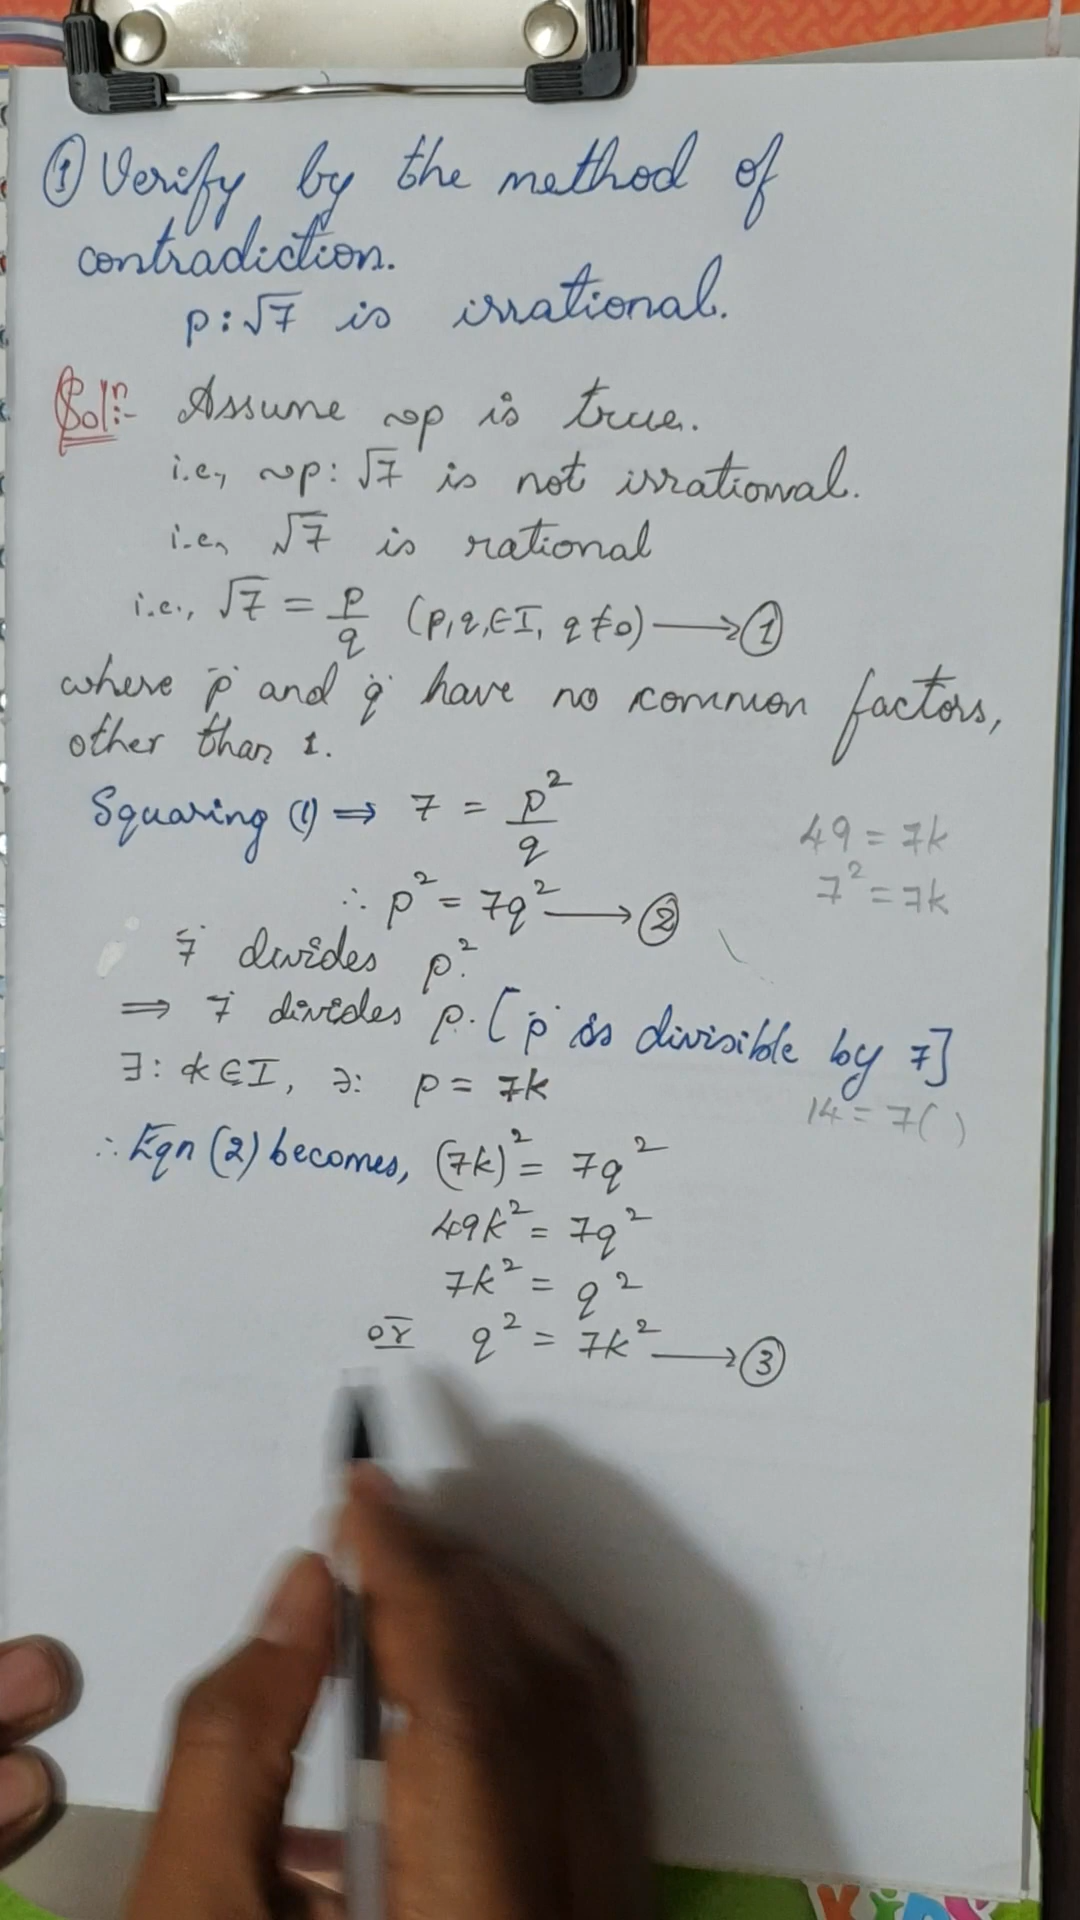 ① Verify by the method of
contradiction.
p: √7 is irrational.
Solⁿ:- Assume ~p is true.
i.e., ~p: √7 is not irrational.
i.e., √7 is rational
i.e., √7 = p/q (p,q,∈I, q≠0) ⟶ ①
where 'p' and 'q' have no common factors,
other than 1.
Squaring (1) ⇒ 7 = p²/q
49 = 7k
7² = 7k
∴ p² = 7q² ⟶ ②
7 divides p².
⇒ 7 divides p. ['p' is divisible by 7]
∃: k∈I, ∋: p = 7k
14 = 7( )
∴ Eqn (2) becomes, (7k)² = 7q²
49k² = 7q²
7k² = q²
or q² = 7k² ⟶ ③